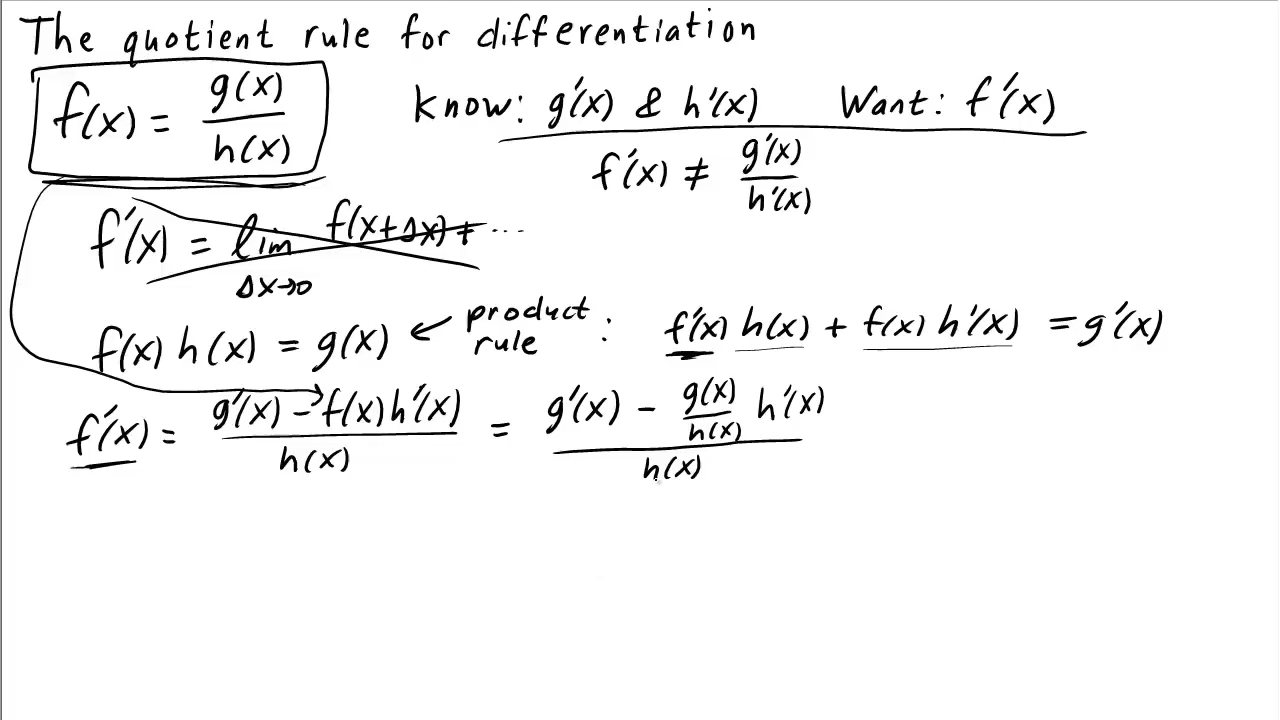 The quotient rule for differentiation
f(x) = g(x)/h(x)
Know: g'(x) & h'(x) Want: f'(x)
f'(x) ≠ g'(x)/h'(x)
f'(x) = lim Δx→0 f(x+Δx) + ...
f(x) h(x) = g(x) ← product rule : f'(x) h(x) + f(x) h'(x) = g'(x)
f'(x) = (g'(x) - f(x) h'(x))/h(x) = (g'(x) - g(x)/h(x) h'(x))/h(x)